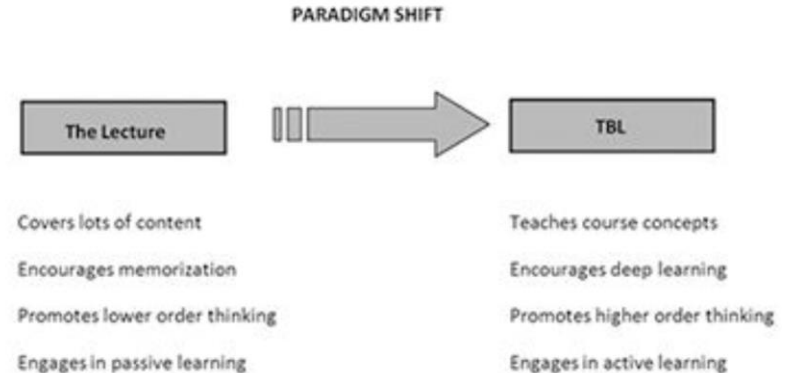 PARADIGM SHIFT
The Lecture
TBL
Covers lots of content
Teaches course concepts
Encourages memorization
Encourages deep learning
Promotes lower order thinking
Promotes higher order thinking
Engages in passive learning
Engages in active learning